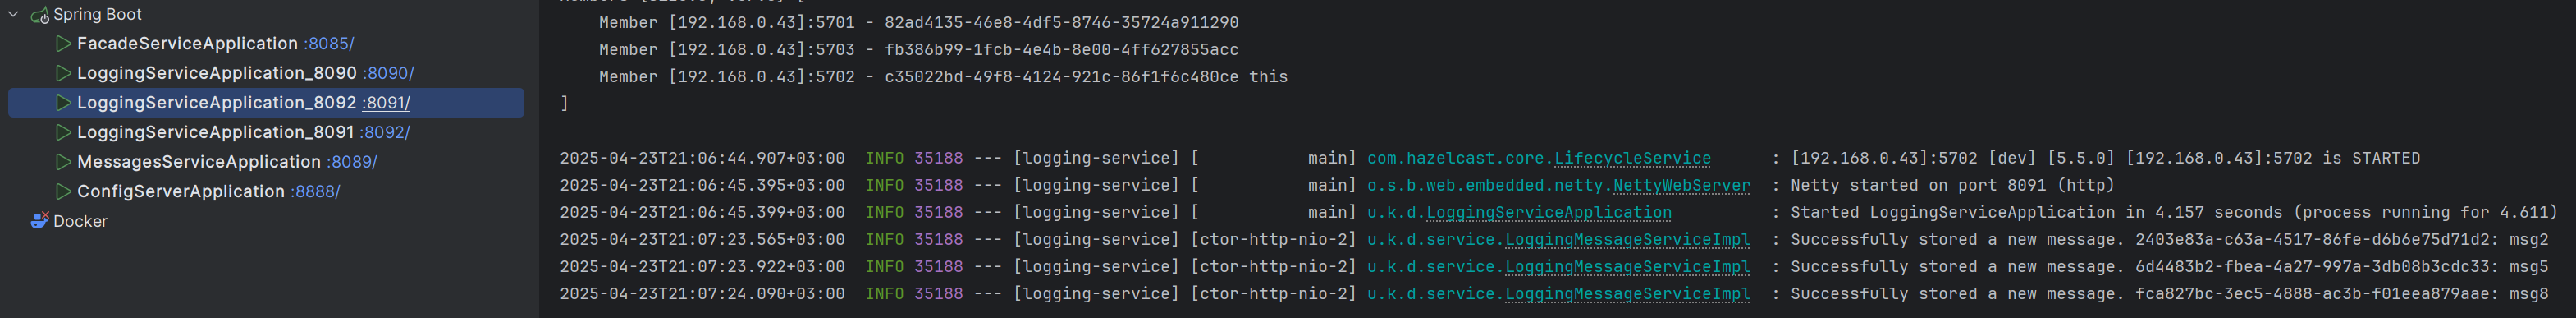 Spring Boot
FacadeServiceApplication :8085/
LoggingServiceApplication_8090 :8090/
LoggingServiceApplication_8092 :8091/
LoggingServiceApplication_8091 :8092/
MessagesServiceApplication :8089/
ConfigServerApplication :8888/
Docker
Member [192.168.0.43]:5701 - 82ad4135-46e8-4df5-8746-35724a911290
Member [192.168.0.43]:5703 - fb386b99-1fcb-4e4b-8e00-4ff627855acc
Member [192.168.0.43]:5702 - c35022bd-49f8-4124-921c-86f1f6c480ce this
]
2025-04-23T21:06:44.907+03:00  INFO 35188 --- [logging-service] [           main] com.hazelcast.core.LifecycleService      : [192.168.0.43]:5702 [dev] [5.5.0] [192.168.0.43]:5702 is STARTED
2025-04-23T21:06:45.395+03:00  INFO 35188 --- [logging-service] [           main] o.s.b.web.embedded.netty.NettyWebServer  : Netty started on port 8091 (http)
2025-04-23T21:06:45.399+03:00  INFO 35188 --- [logging-service] [           main] u.k.d.LoggingServiceApplication          : Started LoggingServiceApplication in 4.157 seconds (process running for 4.611)
2025-04-23T21:07:23.565+03:00  INFO 35188 --- [logging-service] [ctor-http-nio-2] u.k.d.service.LoggingMessageServiceImpl  : Successfully stored a new message. 2403e83a-c63a-4517-86fe-d6b6e75d71d2: msg2
2025-04-23T21:07:23.922+03:00  INFO 35188 --- [logging-service] [ctor-http-nio-2] u.k.d.service.LoggingMessageServiceImpl  : Successfully stored a new message. 6d4483b2-fbea-4a27-997a-3db08b3cdc33: msg5
2025-04-23T21:07:24.090+03:00  INFO 35188 --- [logging-service] [ctor-http-nio-2] u.k.d.service.LoggingMessageServiceImpl  : Successfully stored a new message. fca827bc-3ec5-4888-ac3b-f01eea879aae: msg8